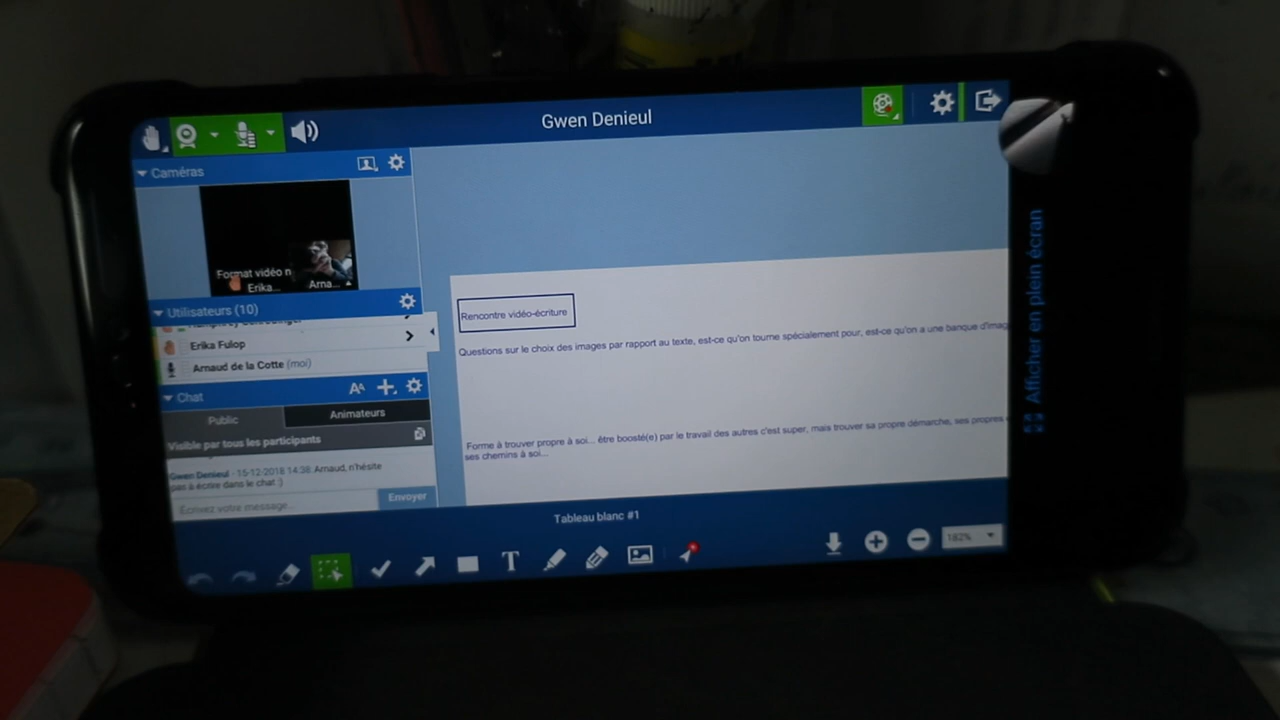 Gwen Denieul
Caméras
Format vidéo n
Erika...
Arna...
Utilisateurs (10)
Erika Fulop
Arnaud de la Cotte (moi)
Chat
Public
Animateurs
Visible par tous les participants
Gwen Denieul - 15-12-2018 14:38: Arnaud, n'hésite
pas à écrire dans le chat :)
Écrivez votre message...
Envoyer
Rencontre vidéo-écriture
Questions sur le choix des images par rapport au texte, est-ce qu'on tourne spécialement pour, est-ce qu'on a une banque d'imag
Forme à trouver propre à soi... être boosté(e) par le travail des autres c'est super, mais trouver sa propre démarche, ses propres
ses chemins à soi...
Tableau blanc #1
182%
Afficher en plein écran